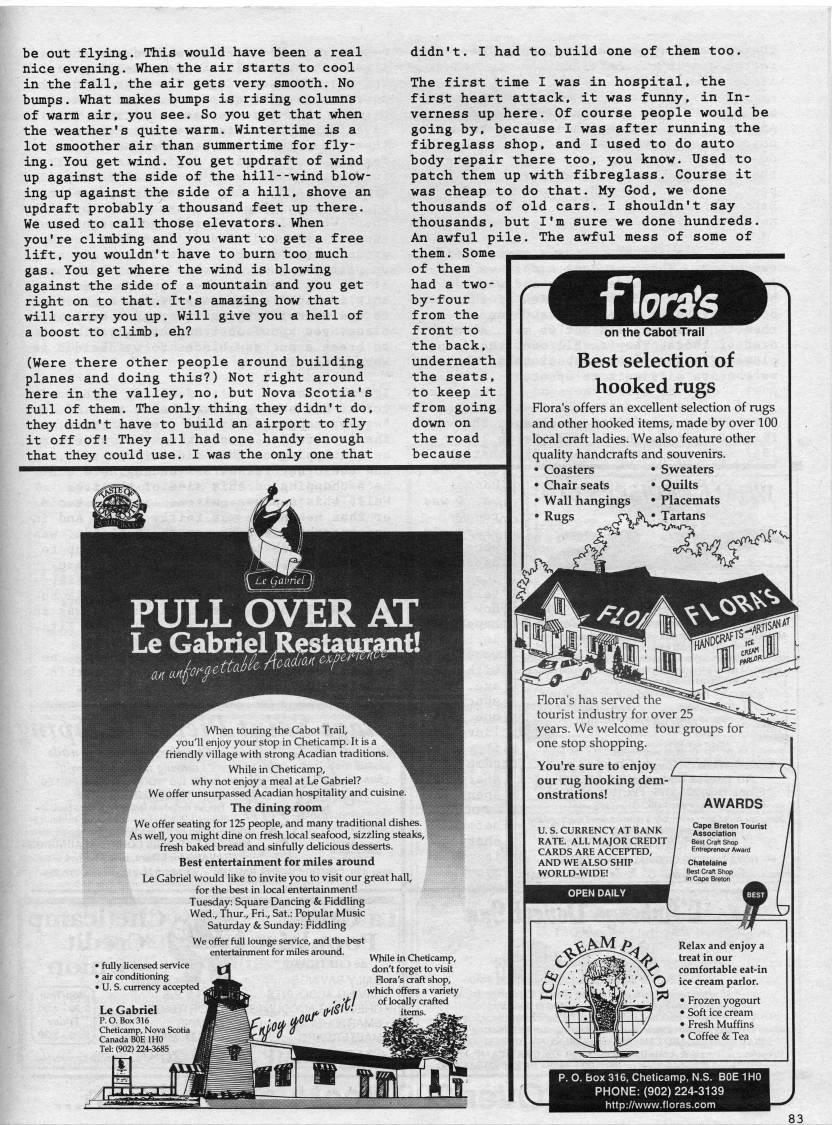 be out flying. This would have been a real
nice evening. When the air starts to cool
in the fall, the air gets very smooth. No
bumps. What makes bumps is rising columns
of warm air, you see. So you get that when
the weather's quite warm. Wintertime is a
lot smoother air than summertime for fly-
ing. You get wind. You get updraft of wind
up against the side of the hill--wind blow-
ing up against the side of a hill, shove an
updraft probably a thousand feet up there.
We used to call those elevators. When
you're climbing and you want to get a free
lift, you wouldn't have to burn too much
gas. You get where the wind is blowing
against the side of a mountain and you get
right on to that. It's amazing how that
will carry you up. Will give you a hell of
a boost to climb, eh?
(Were there other people around building
planes and doing this?) Not right around
here in the valley, no, but Nova Scotia's
full of them. The only thing they didn't do,
they didn't have to build an airport to fly
it off of! They all had one handy enough
that they could use. I was the only one that
didn't. I had to build one of them too.
The first time I was in hospital, the
first heart attack, it was funny, in In-
verness up here. Of course people would be
going by, because I was after running the
fibreglass shop, and I used to do auto
body repair there too, you know. Used to
patch them up with fibreglass. Course it
was cheap to do that. My God, we done
thousands of old cars. I shouldn't say
thousands, but I'm sure we done hundreds.
An awful pile. The awful mess of some of
them. Some
of them
had a two-
by-four
from the
front to
the back,
underneath
the seats,
to keep it
from going
down on
the road
because
TASTE OF
Le Gabriel
PULL OVER AT
Le Gabriel Restaurant!
an unforgettable Acadian experience
When touring the Cabot Trail,
you'll enjoy your stop in Cheticamp. It is a
friendly village with strong Acadian traditions.
While in Cheticamp,
why not enjoy a meal at Le Gabriel?
We offer unsurpassed Acadian hospitality and cuisine.
The dining room
We offer seating for 125 people, and many traditional dishes.
As well, you might dine on fresh local seafood, sizzling steaks,
fresh baked bread and sinfully delicious desserts.
Best entertainment for miles around
Le Gabriel would like to invite you to visit our great hall,
for the best in local entertainment!
Tuesday: Square Dancing & Fiddling
Wed., Thur., Fri., Sat.: Popular Music
Saturday & Sunday: Fiddling
We offer full lounge service, and the best
entertainment for miles around.
• fully licensed service
• air conditioning
• U. S. currency accepted
Le Gabriel
P. O. Box 316
Cheticamp, Nova Scotia
Canada B0E 1H0
Tel: (902) 224-3685
Enjoy your visit!
While in Cheticamp,
don't forget to visit
Flora's craft shop,
which offers a variety
of locally crafted
items.
Flora's
on the Cabot Trail
Best selection of
hooked rugs
Flora's offers an excellent selection of rugs
and other hooked items, made by over 100
local craft ladies. We also feature other
quality handcrafts and souvenirs.
• Coasters • Sweaters
• Chair seats • Quilts
• Wall hangings • Placemats
• Rugs • Tartans
FLO FLORA'S
HANDCRAFTS—ARTISANAT
ICE
CREAM
PARLOR
Flora's has served the
tourist industry for over 25
years. We welcome tour groups for
one stop shopping.
You're sure to enjoy
our rug hooking dem-
onstrations!
U. S. CURRENCY AT BANK
RATE. ALL MAJOR CREDIT
CARDS ARE ACCEPTED,
AND WE ALSO SHIP
WORLD-WIDE!
OPEN DAILY
AWARDS
Cape Breton Tourist
Association
Best Craft Shop
Entrepreneur Award
Chatelaine
Best Craft Shop
in Cape Breton
BEST
ICE CREAM PARLOR
Relax and enjoy a
treat in our
comfortable eat-in
ice cream parlor.
• Frozen yogourt
• Soft ice cream
• Fresh Muffins
• Coffee & Tea
P. O. Box 316, Cheticamp, N.S. B0E 1H0
PHONE: (902) 224-3139
http://www.floras.com
83